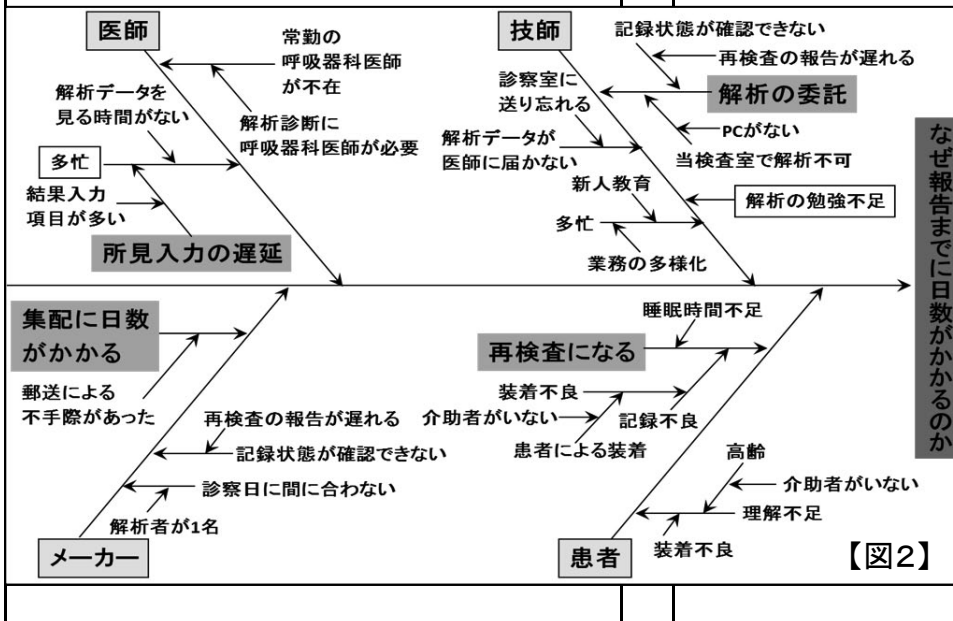 医師
常勤の
呼吸器科医師
が不在
解析データを
見る時間がない
解析診断に
呼吸器科医師が必要
多忙
結果入力
項目が多い
所見入力の遅延
技師
記録状態が確認できない
再検査の報告が遅れる
解析の委託
診察室に
送り忘れる
PCがない
当検査室で解析不可
解析データが
医師に届かない
新人教育
解析の勉強不足
多忙
業務の多様化
なぜ報告までに日数がかかるのか
集配に日数
がかかる
郵送による
不手際があった
再検査の報告が遅れる
記録状態が確認できない
診察日に間に合わない
解析者が1名
メーカー
睡眠時間不足
再検査になる
装着不良
介助者がいない
記録不良
患者による装着
高齢
介助者がいない
理解不足
装着不良
患者
【図2】